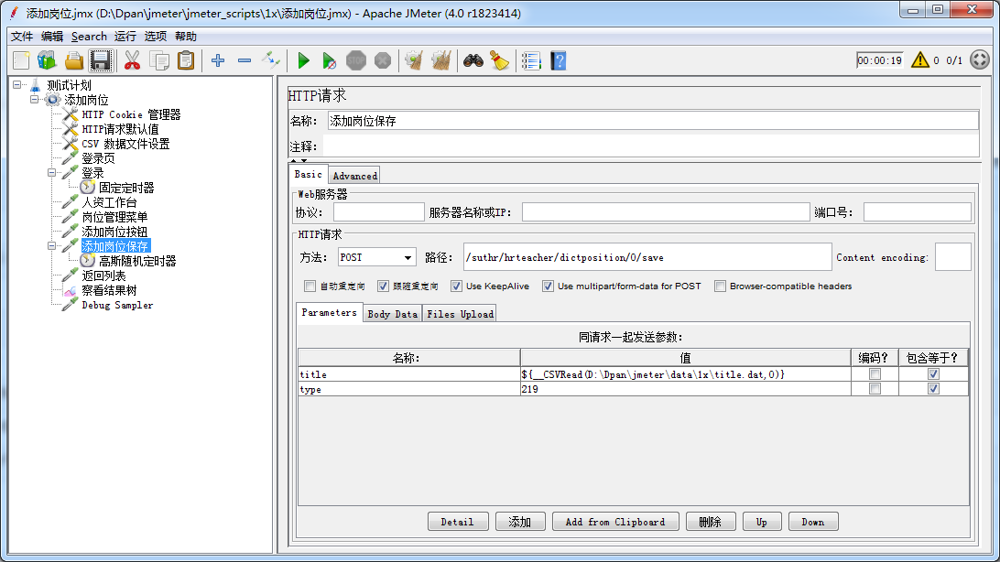 添加岗位.jmx (D:\Dpan\jmeter\jmeter_scripts\1x\添加岗位.jmx) - Apache JMeter (4.0 r1823414)
文件 编辑 Search 运行 选项 帮助
00:00:19 0 0/1
测试计划
添加岗位
HTTP Cookie 管理器
HTTP请求默认值
CSV 数据文件设置
登录页
登录
固定定时器
人资工作台
岗位管理菜单
添加岗位按钮
添加岗位保存
高斯随机定时器
返回列表
察看结果树
Debug Sampler
HTTP请求
名称: 添加岗位保存
注释:
Basic Advanced
Web服务器
协议: 服务器名称或IP: 端口号:
HTTP请求
方法: POST 路径: /suthr/hrteacher/dictposition/0/save Content encoding:
自动重定向 跟随重定向 Use KeepAlive Use multipart/form-data for POST Browser-compatible headers
Parameters Body Data Files Upload
同请求一起发送参数:
名称: 值 编码? 包含等于?
title ${__CSVRead(D:\Dpan\jmeter\data\1x\title.dat,0)}
type 219
Detail 添加 Add from Clipboard 删除 Up Down